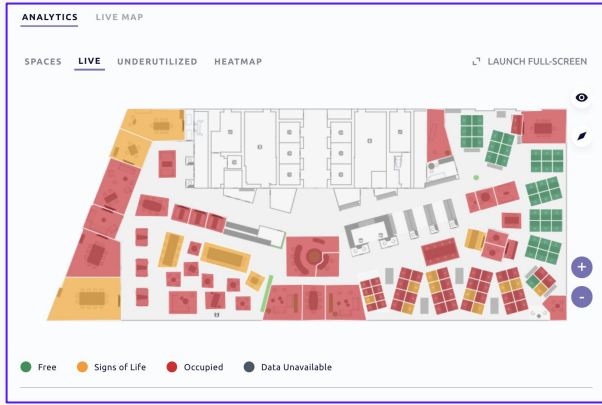 ANALYTICS LIVE MAP
SPACES LIVE UNDERUTILIZED HEATMAP LAUNCH FULL-SCREEN
+
-
Free Signs of Life Occupied Data Unavailable